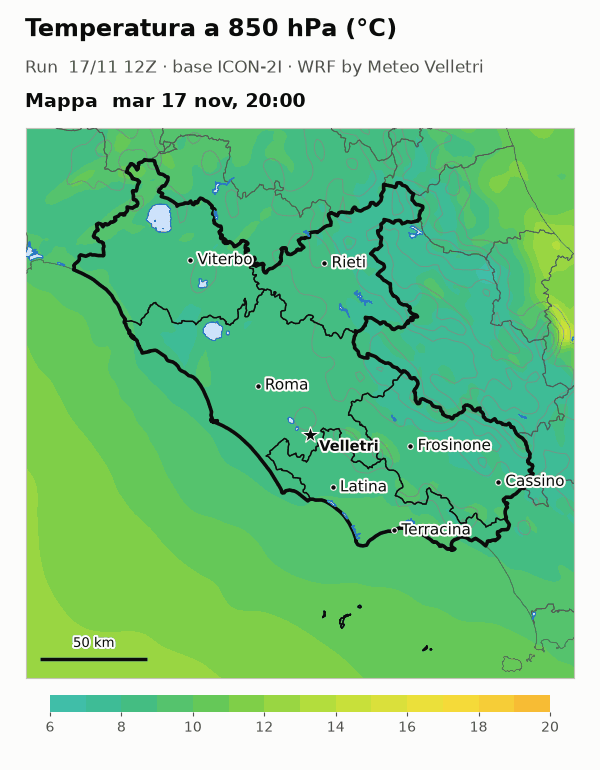 Temperatura a 850 hPa (°C)
Run  17/11 12Z · base ICON-2I · WRF by Meteo Velletri
Mappa  mar 17 nov, 20:00
Viterbo
Rieti
Roma
Velletri
Frosinone
Cassino
Latina
Terracina
50 km
6 8 10 12 14 16 18 20